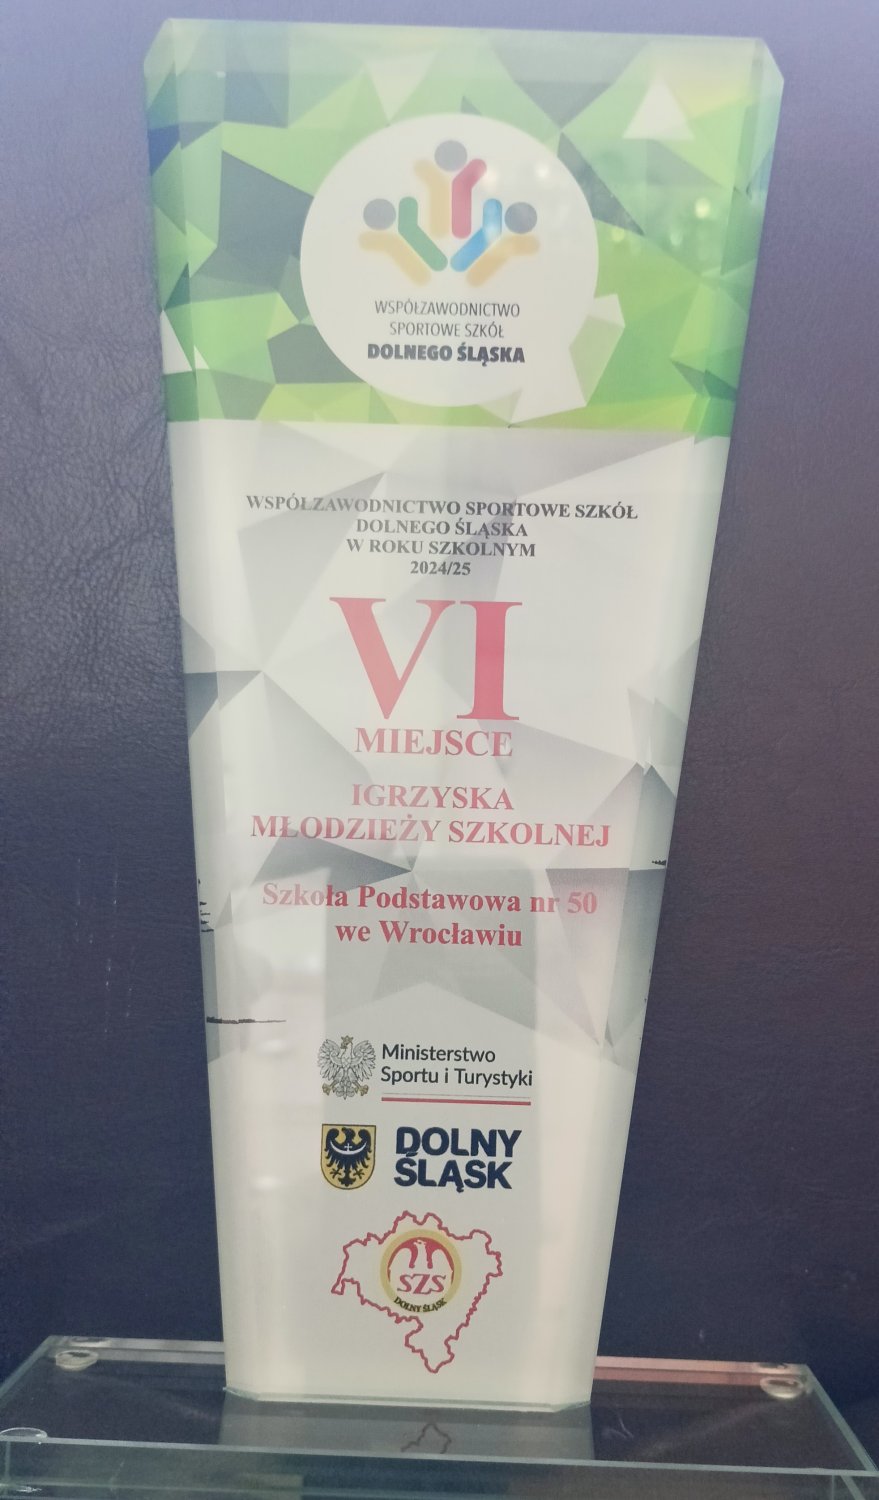 WSPÓŁZAWODNICTWO
SPORTOWE SZKÓŁ
DOLNEGO ŚLĄSKA
WSPÓŁZAWODNICTWO SPORTOWE SZKÓŁ
DOLNEGO ŚLĄSKA
W ROKU SZKOLNYM
2024/25
VI
MIEJSCE
IGRZYSKA
MŁODZIEŻY SZKOLNEJ
Szkoła Podstawowa nr 50
we Wrocławiu
Ministerstwo
Sportu i Turystyki
DOLNY
ŚLĄSK
SZS
DOLNY ŚLĄSK